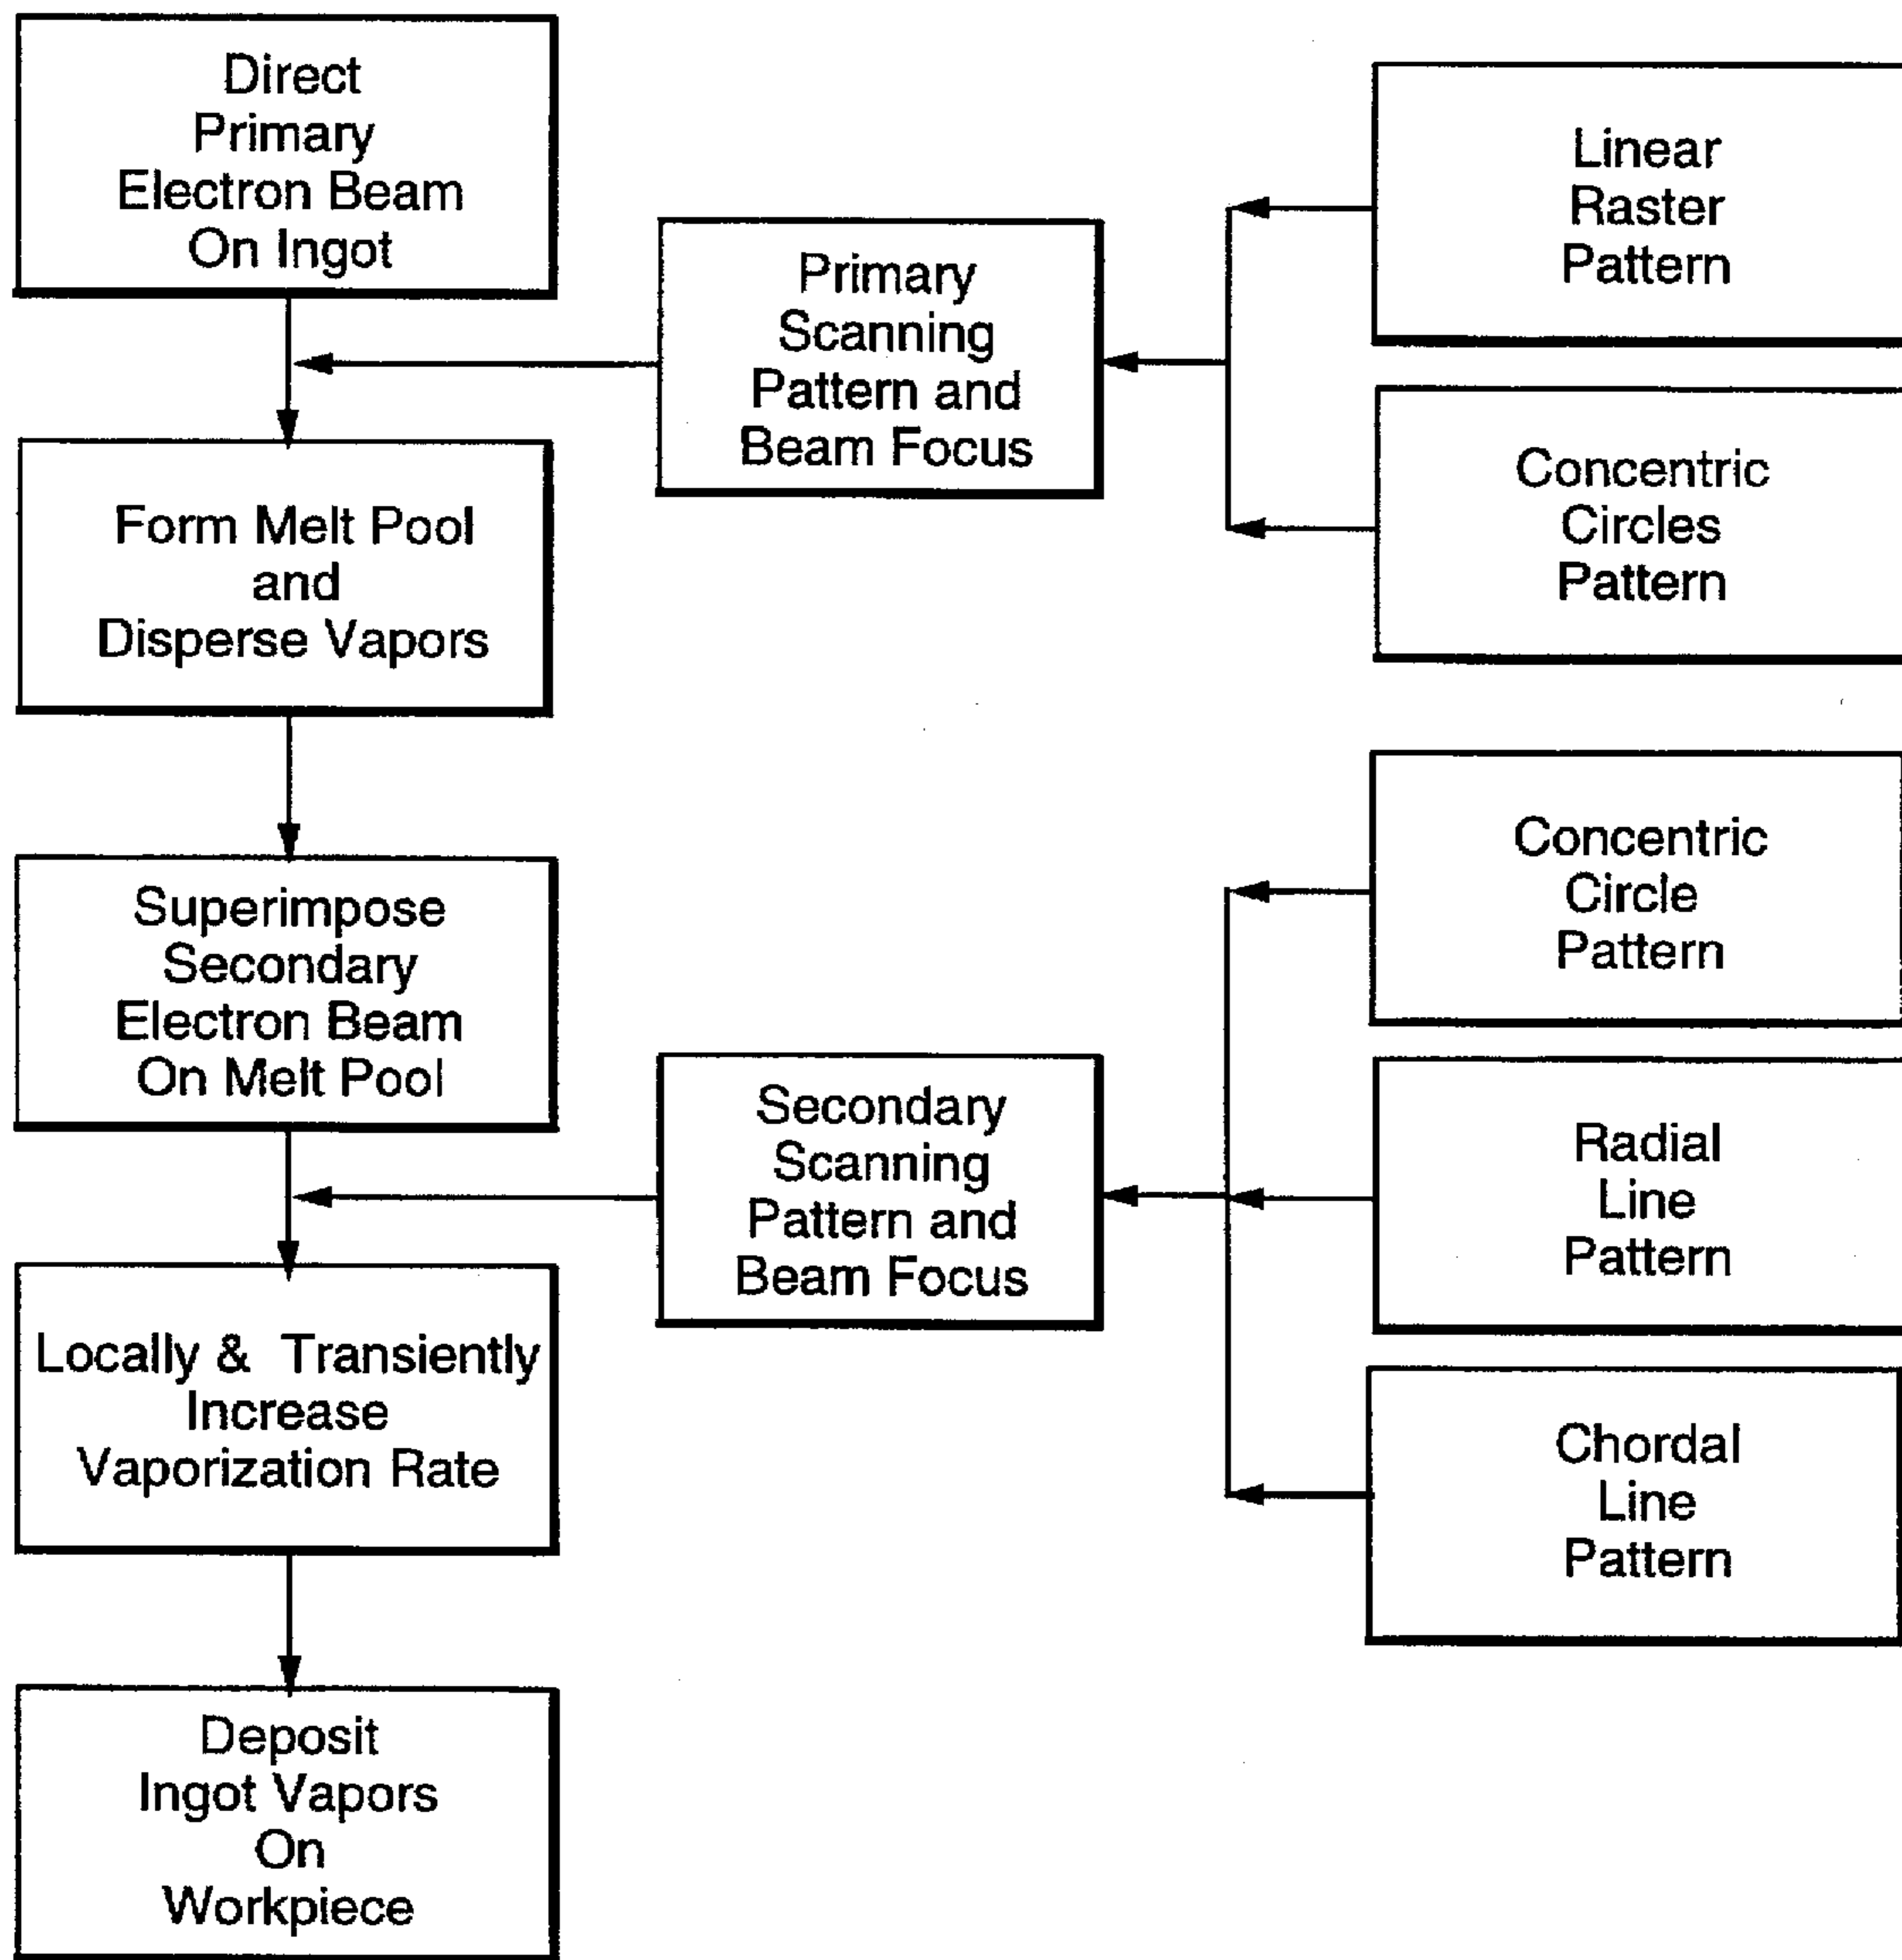 Direct
Primary
Electron Beam
On Ingot
Primary
Scanning
Pattern and
Beam Focus
Linear
Raster
Pattern
Concentric
Circles
Pattern
Form Melt Pool
and
Disperse Vapors
Superimpose
Secondary
Electron Beam
On Melt Pool
Secondary
Scanning
Pattern and
Beam Focus
Concentric
Circle
Pattern
Radial
Line
Pattern
Chordal
Line
Pattern
Locally & Transiently
Increase
Vaporization Rate
Deposit
Ingot Vapors
On
Workpiece